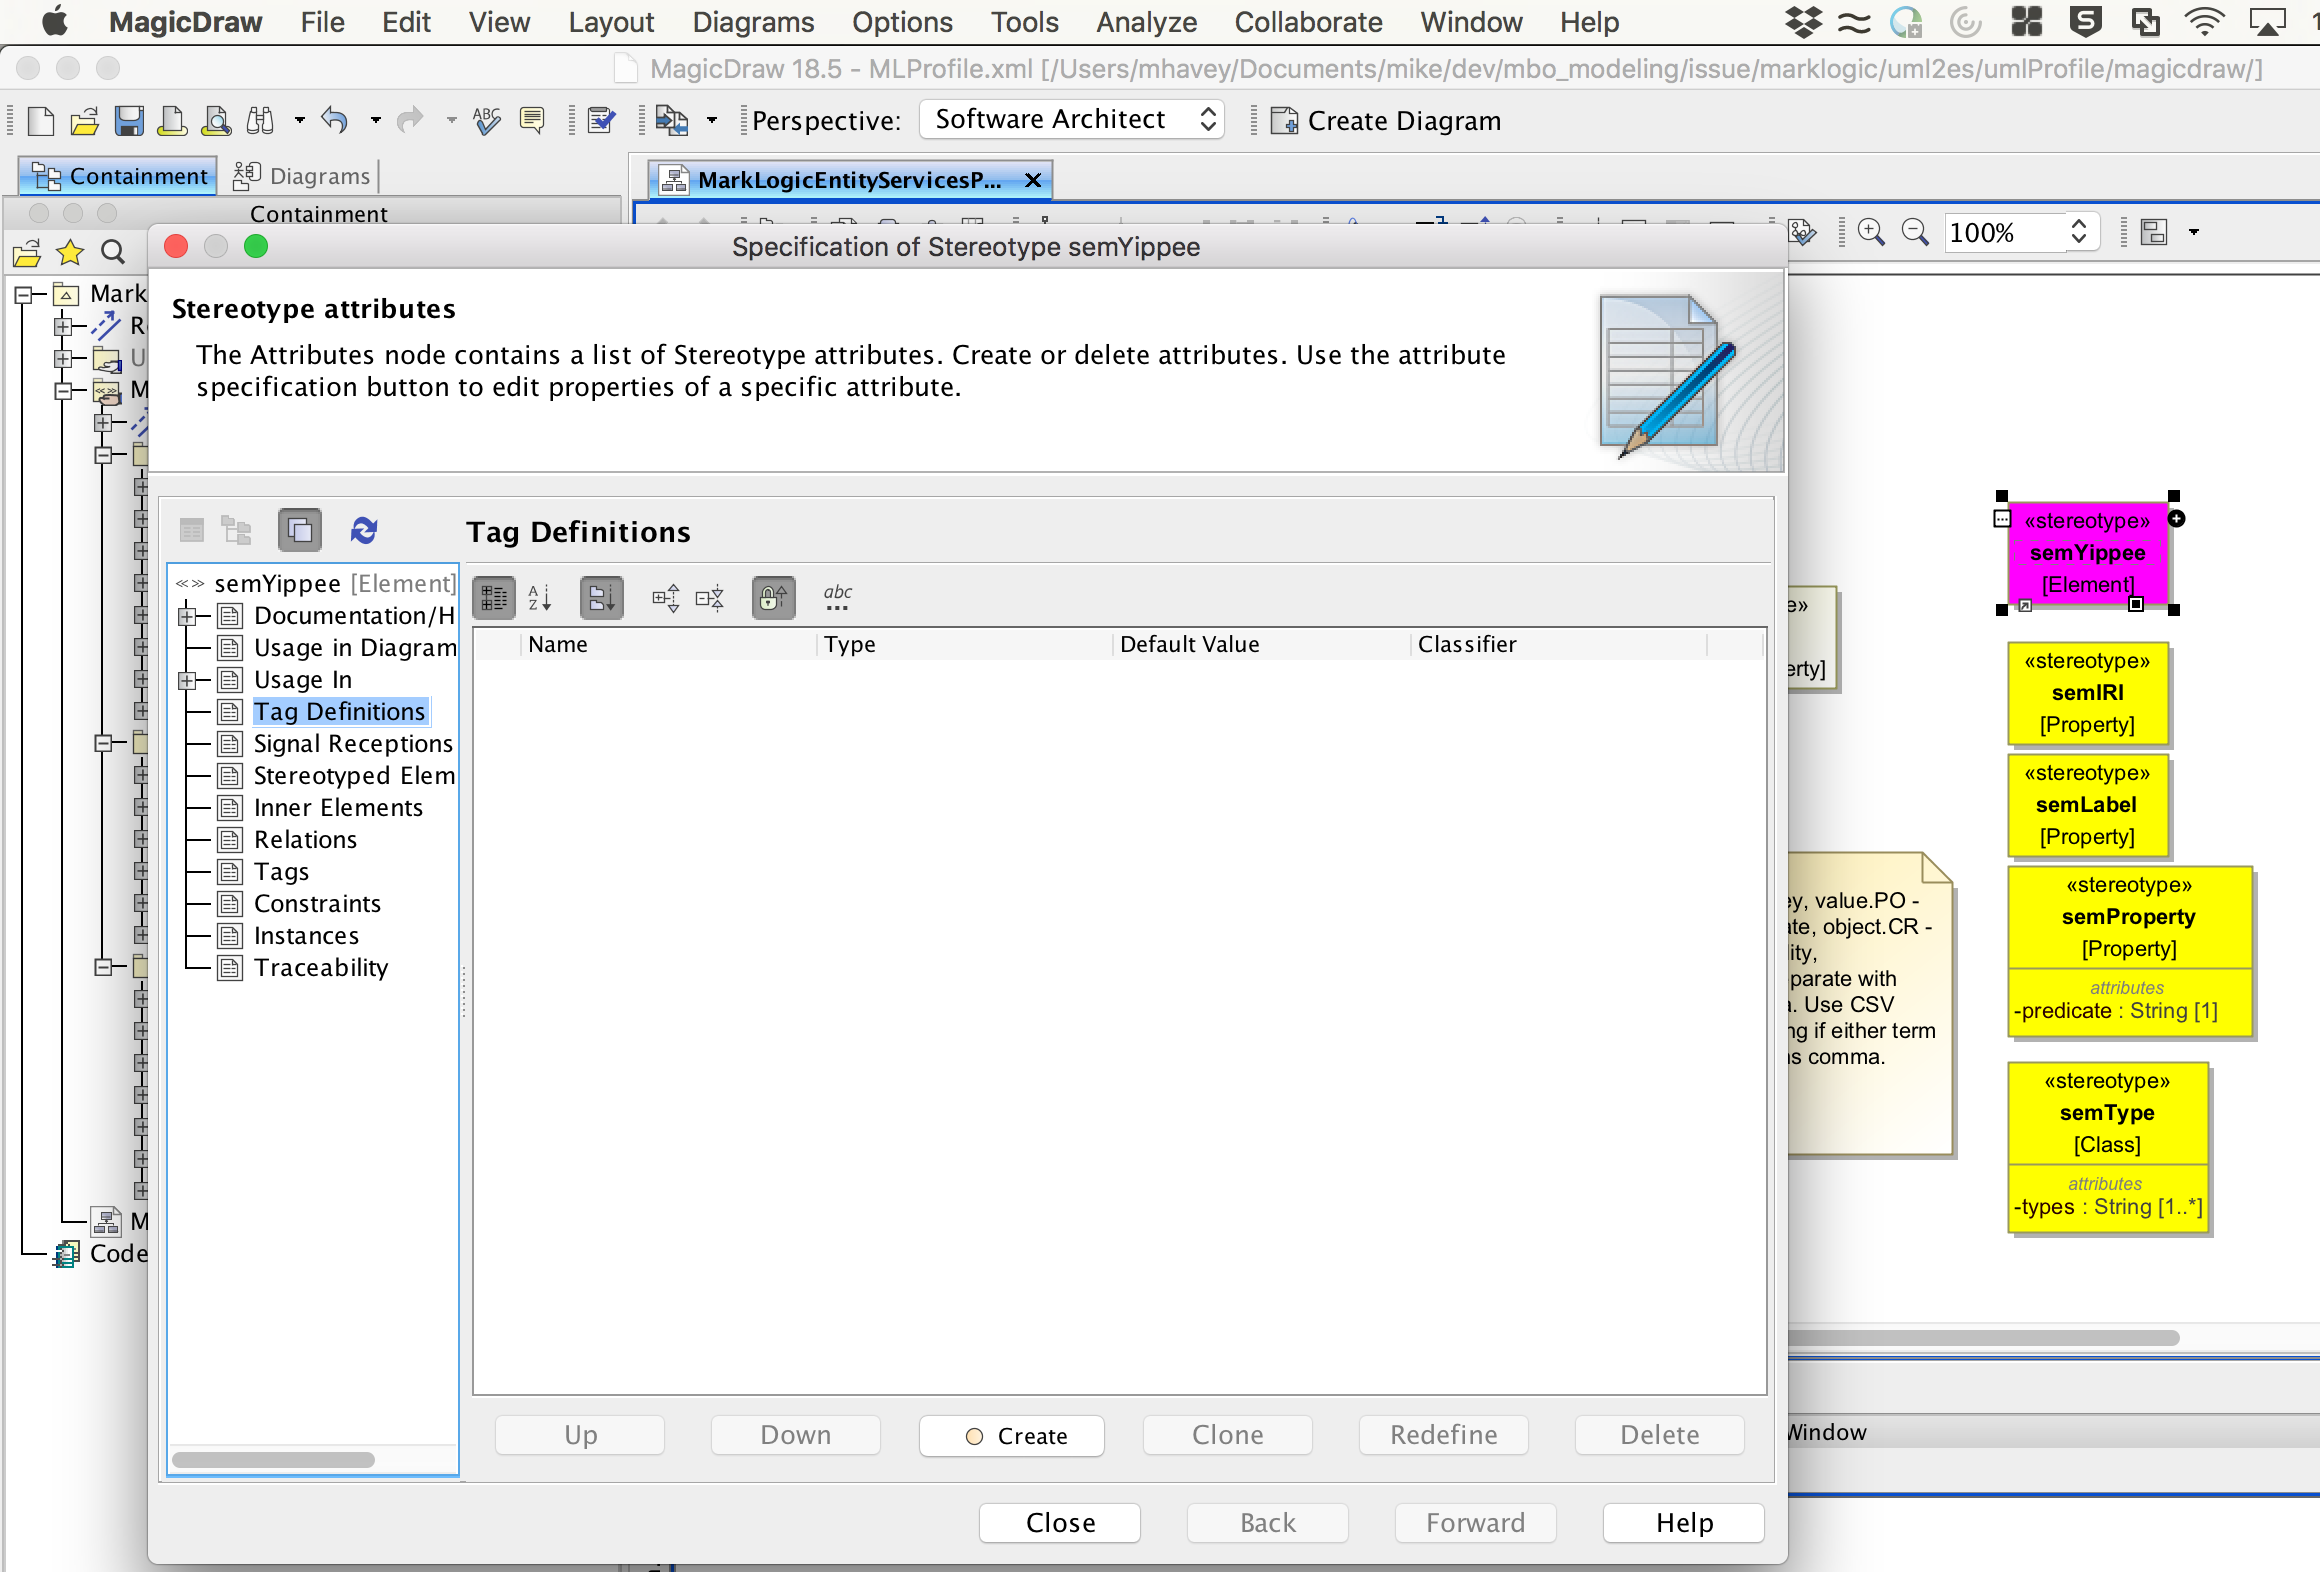 MagicDraw File Edit View Layout Diagrams Options Tools Analyze Collaborate Window Help
MagicDraw 18.5 - MLProfile.xml [/Users/mhavey/Documents/mike/dev/mbo_modeling/issue/marklogic/uml2es/umlProfile/magicdraw/]
Perspective: Software Architect Create Diagram
Containment Diagrams MarkLogicEntityServicesP...
Containment
100%
Specification of Stereotype semYippee
Mark
Stereotype attributes
The Attributes node contains a list of Stereotype attributes. Create or delete attributes. Use the attribute
specification button to edit properties of a specific attribute.
U
M
Tag Definitions
semYippee [Element]
Documentation/H
Usage in Diagram
Usage In
Tag Definitions
Signal Receptions
Stereotyped Elem
Inner Elements
Relations
Tags
Constraints
Instances
Traceability
abc
Name Type Default Value Classifier
M
Code
Up Down Create Clone Redefine Delete
Close Back Forward Help
«stereotype»
semYippee
[Element]
e»
erty]
«stereotype»
semIRI
[Property]
«stereotype»
semLabel
[Property]
«stereotype»
semProperty
[Property]
attributes
-predicate : String [1]
ey, value.PO -
ate, object.CR -
lity,
parate with
a. Use CSV
ng if either term
ns comma.
«stereotype»
semType
[Class]
attributes
-types : String [1..*]
Window